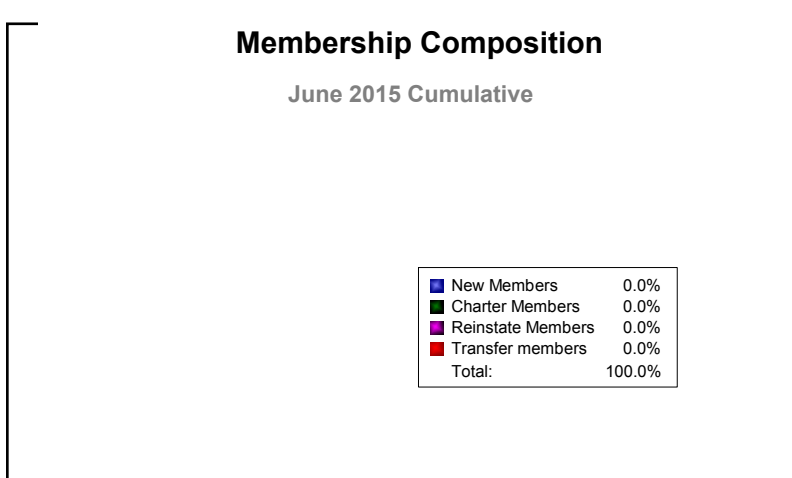 Membership Composition
June 2015 Cumulative
New Members 0.0%
Charter Members 0.0%
Reinstate Members 0.0%
Transfer members 0.0%
Total: 100.0%